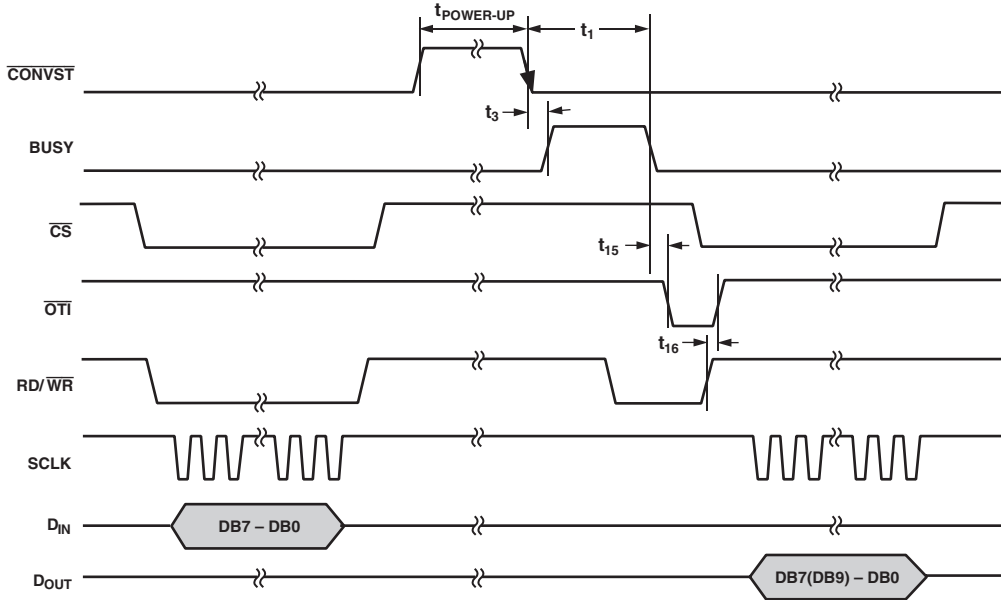 tPOWER-UP
t1
CONVST
t3
BUSY
CS
t15
OTI
t16
RD/WR
SCLK
DIN
DB7 – DB0
DOUT
DB7(DB9) – DB0